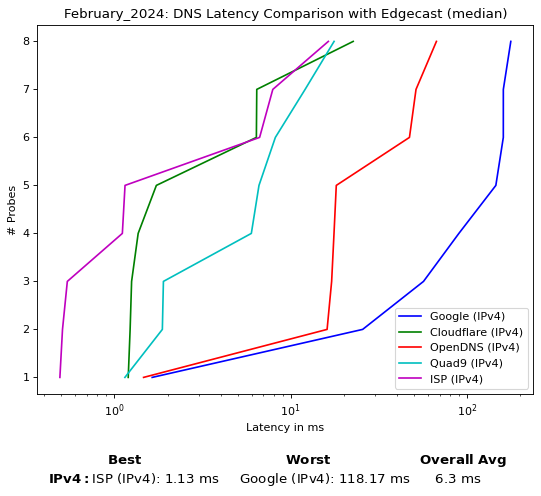 February_2024: DNS Latency Comparison with Edgecast (median)
8
7
6
5
4
3
2
1
# Probes
Google (IPv4)
Cloudflare (IPv4)
OpenDNS (IPv4)
Quad9 (IPv4)
ISP (IPv4)
10⁰ 10¹ 10²
Latency in ms
Best Worst Overall Avg
IPv4: ISP (IPv4): 1.13 ms Google (IPv4): 118.17 ms 6.3 ms